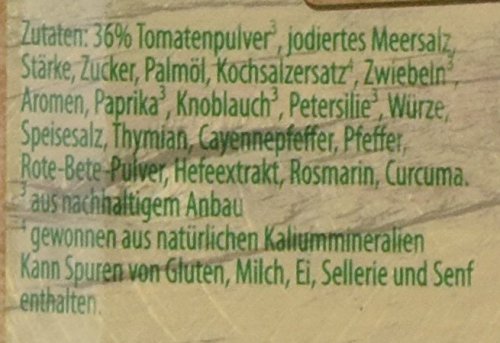 Zutaten: 36% Tomatenpulver³, jodiertes Meersalz,
Stärke, Zucker, Palmöl, Kochsalzersatz⁴, Zwiebeln³,
Aromen, Paprika³, Knoblauch³, Petersilie³, Würze,
Speisesalz, Thymian, Cayennepfeffer, Pfeffer,
Rote-Bete-Pulver, Hefeextrakt, Rosmarin, Curcuma.
³ aus nachhaltigem Anbau
⁴ gewonnen aus natürlichen Kaliummineralien
Kann Spuren von Gluten, Milch, Ei, Sellerie und Senf
enthalten.